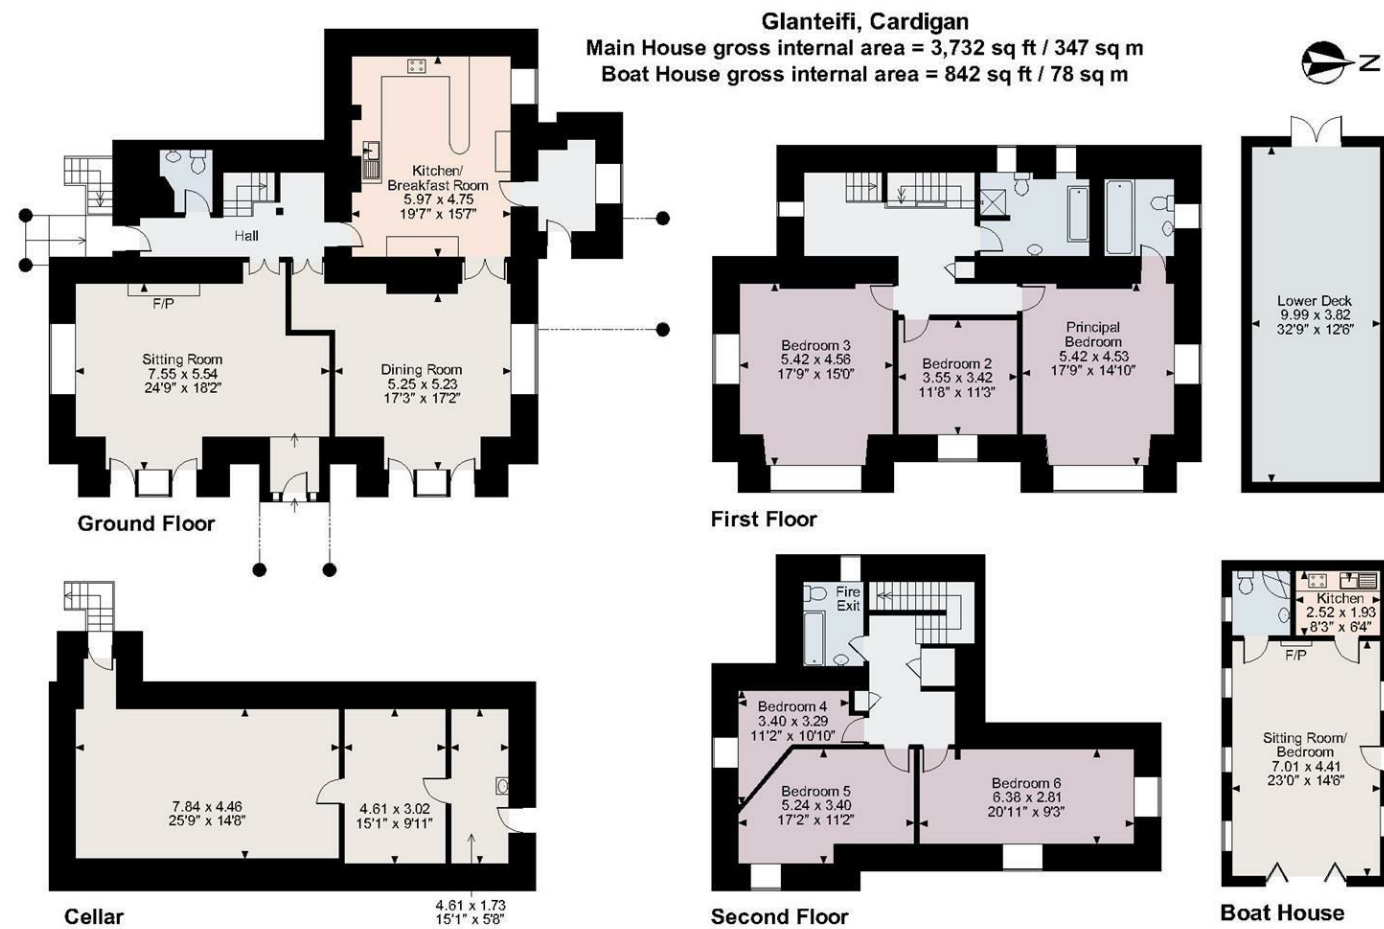 Glanteifi, Cardigan
Main House gross internal area = 3,732 sq ft / 347 sq m
Boat House gross internal area = 842 sq ft / 78 sq m
N
Kitchen/
Breakfast Room
5.97 x 4.75
19'7" x 15'7"
Hall
F/P
Sitting Room
7.55 x 5.54
24'9" x 18'2"
Dining Room
5.25 x 5.23
17'3" x 17'2"
Ground Floor
Bedroom 3
5.42 x 4.56
17'9" x 15'0"
Bedroom 2
3.55 x 3.42
11'8" x 11'3"
Principal
Bedroom
5.42 x 4.53
17'9" x 14'10"
First Floor
Lower Deck
9.99 x 3.82
32'9" x 12'6"
7.84 x 4.46
25'9" x 14'8"
4.61 x 3.02
15'1" x 9'11"
4.61 x 1.73
15'1" x 5'8"
Cellar
Fire
Exit
Bedroom 4
3.40 x 3.29
11'2" x 10'10"
Bedroom 5
5.24 x 3.40
17'2" x 11'2"
Bedroom 6
6.38 x 2.81
20'11" x 9'3"
Second Floor
Kitchen
2.52 x 1.93
8'3" x 6'4"
F/P
Sitting Room/
Bedroom
7.01 x 4.41
23'0" x 14'6"
Boat House